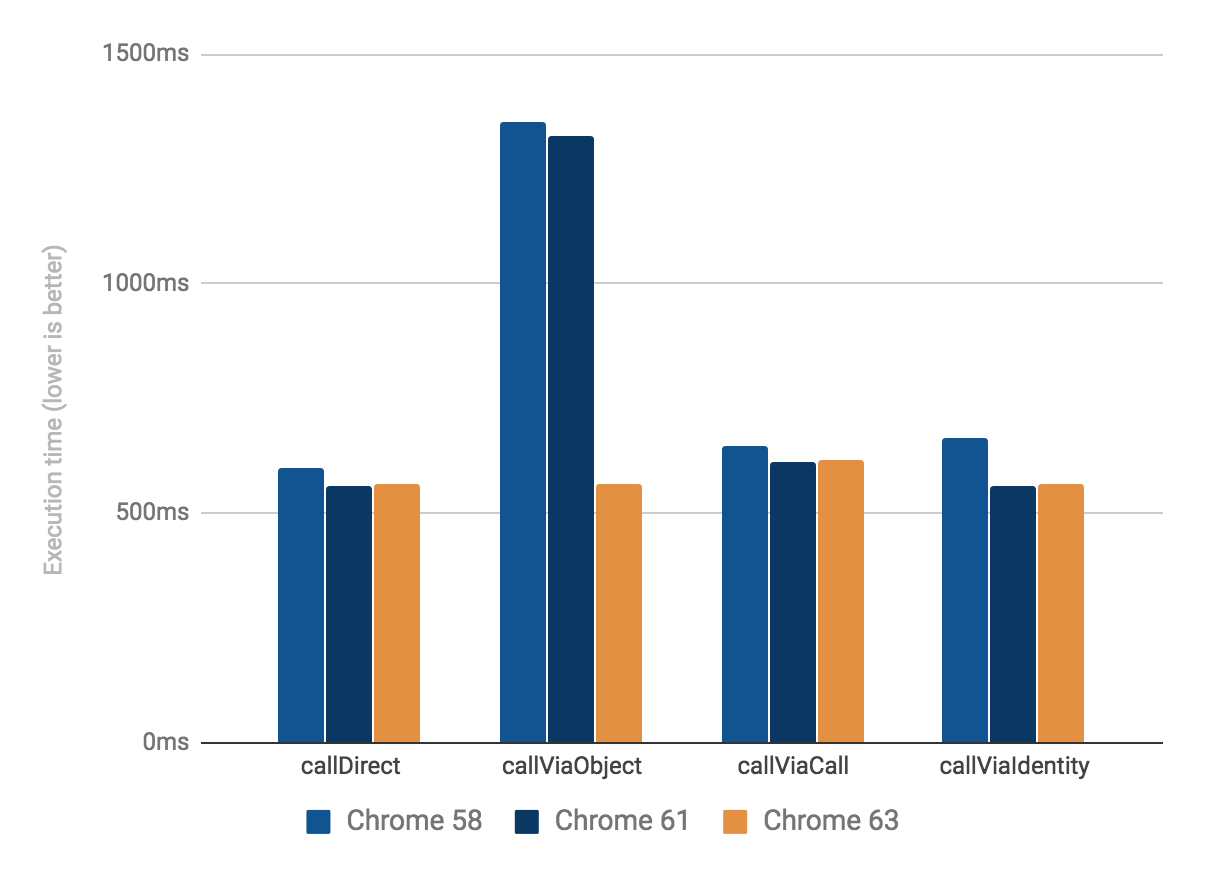 1500ms
1000ms
500ms
0ms
Execution time (lower is better)
callDirect callViaObject callViaCall callViaIdentity
Chrome 58 Chrome 61 Chrome 63